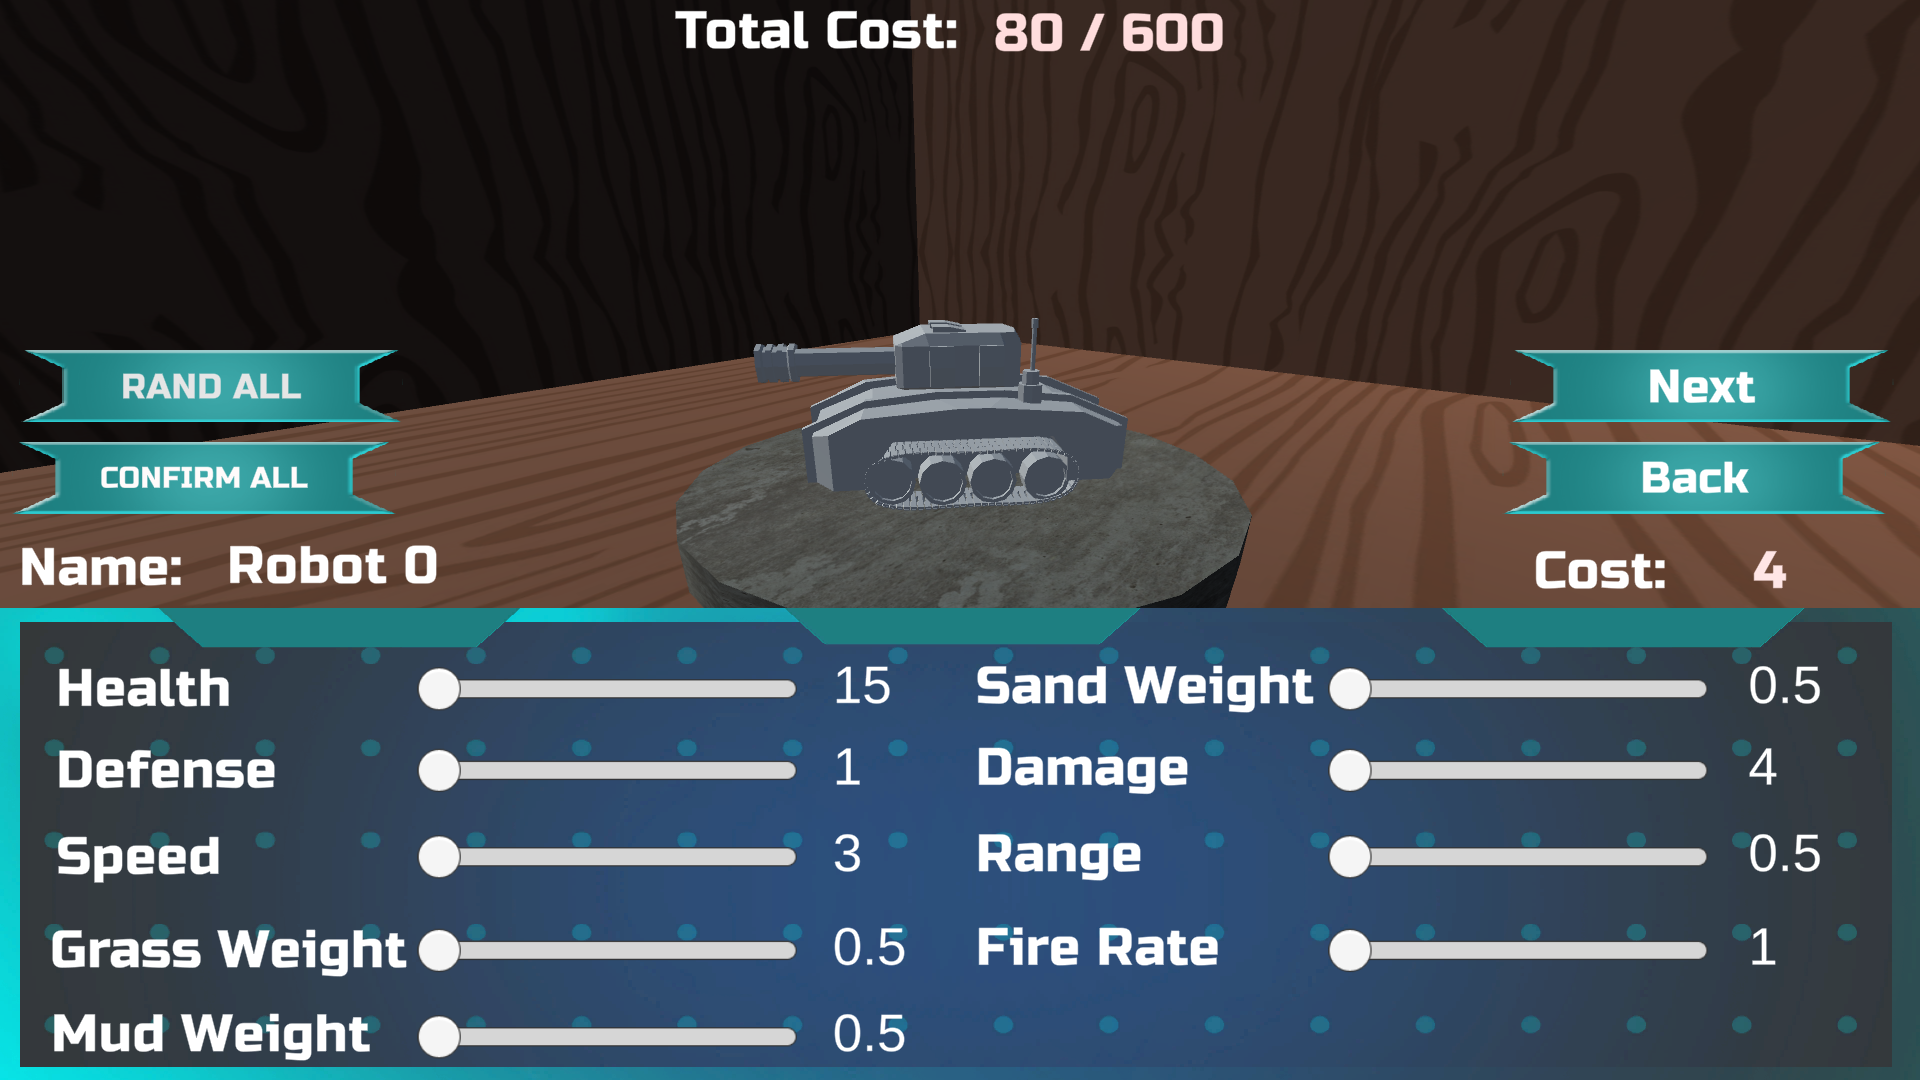 Total Cost: 80 / 600
RAND ALL
Next
CONFIRM ALL
Back
Name: Robot 0
Cost: 4
Health 15
Sand Weight 0.5
Defense 1
Damage 4
Speed 3
Range 0.5
Grass Weight 0.5
Fire Rate 1
Mud Weight 0.5